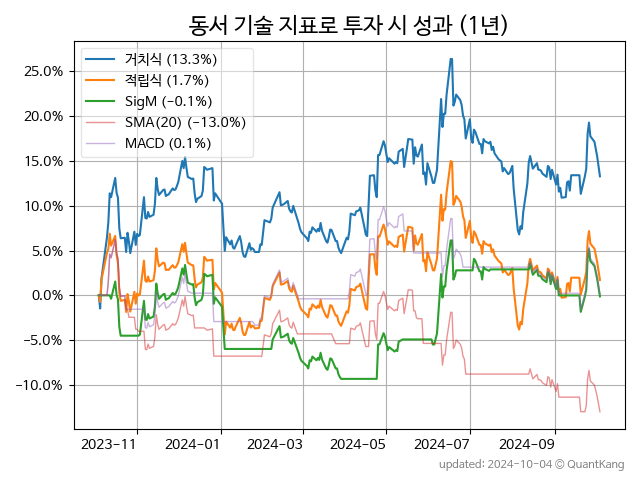 동서 기술 지표로 투자 시 성과 (1년)
거치식 (13.3%)
적립식 (1.7%)
SigM (−0.1%)
SMA(20) (−13.0%)
MACD (0.1%)
25.0%
20.0%
15.0%
10.0%
5.0%
0.0%
−5.0%
−10.0%
2023-11 2024-01 2024-03 2024-05 2024-07 2024-09
updated: 2024-10-04 © QuantKang